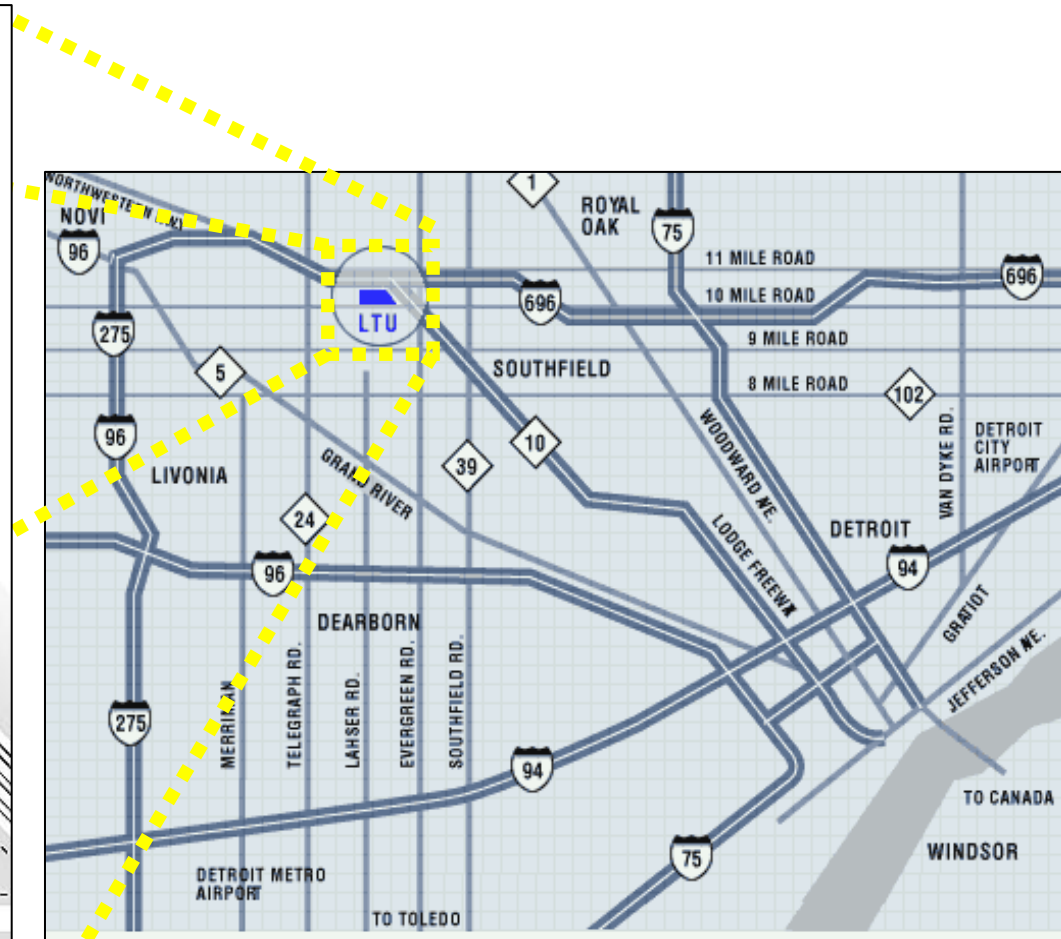 NORTHWESTERN HWY
NOVI
96
1
ROYAL
OAK
75
11 MILE ROAD
696
10 MILE ROAD
696
LTU
275
9 MILE ROAD
5
SOUTHFIELD
8 MILE ROAD
102
96
10
WOODWARD AVE.
VAN DYKE RD.
DETROIT
CITY
AIRPORT
LIVONIA
39
GRAND RIVER
24
LODGE FREEWAY
DETROIT
94
96
DEARBORN
GRATIOT
JEFFERSON AVE.
275
MERRIMAN
TELEGRAPH RD.
LAHSER RD.
EVERGREEN RD.
SOUTHFIELD RD.
94
TO CANADA
75
WINDSOR
DETROIT METRO
AIRPORT
TO TOLEDO